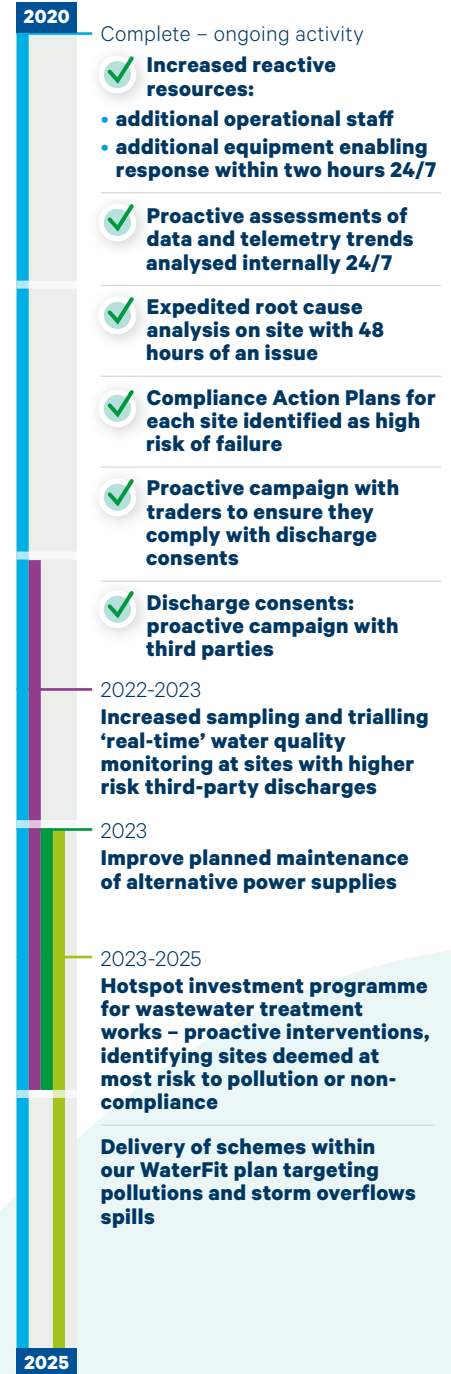 2020
Complete – ongoing activity
Increased reactive
resources:
• additional operational staff
• additional equipment enabling
response within two hours 24/7
Proactive assessments of
data and telemetry trends
analysed internally 24/7
Expedited root cause
analysis on site with 48
hours of an issue
Compliance Action Plans for
each site identified as high
risk of failure
Proactive campaign with
traders to ensure they
comply with discharge
consents
Discharge consents:
proactive campaign with
third parties
2022-2023
Increased sampling and trialling
‘real-time’ water quality
monitoring at sites with higher
risk third-party discharges
2023
Improve planned maintenance
of alternative power supplies
2023-2025
Hotspot investment programme
for wastewater treatment
works – proactive interventions,
identifying sites deemed at
most risk to pollution or non-
compliance
Delivery of schemes within
our WaterFit plan targeting
pollutions and storm overflows
spills
2025